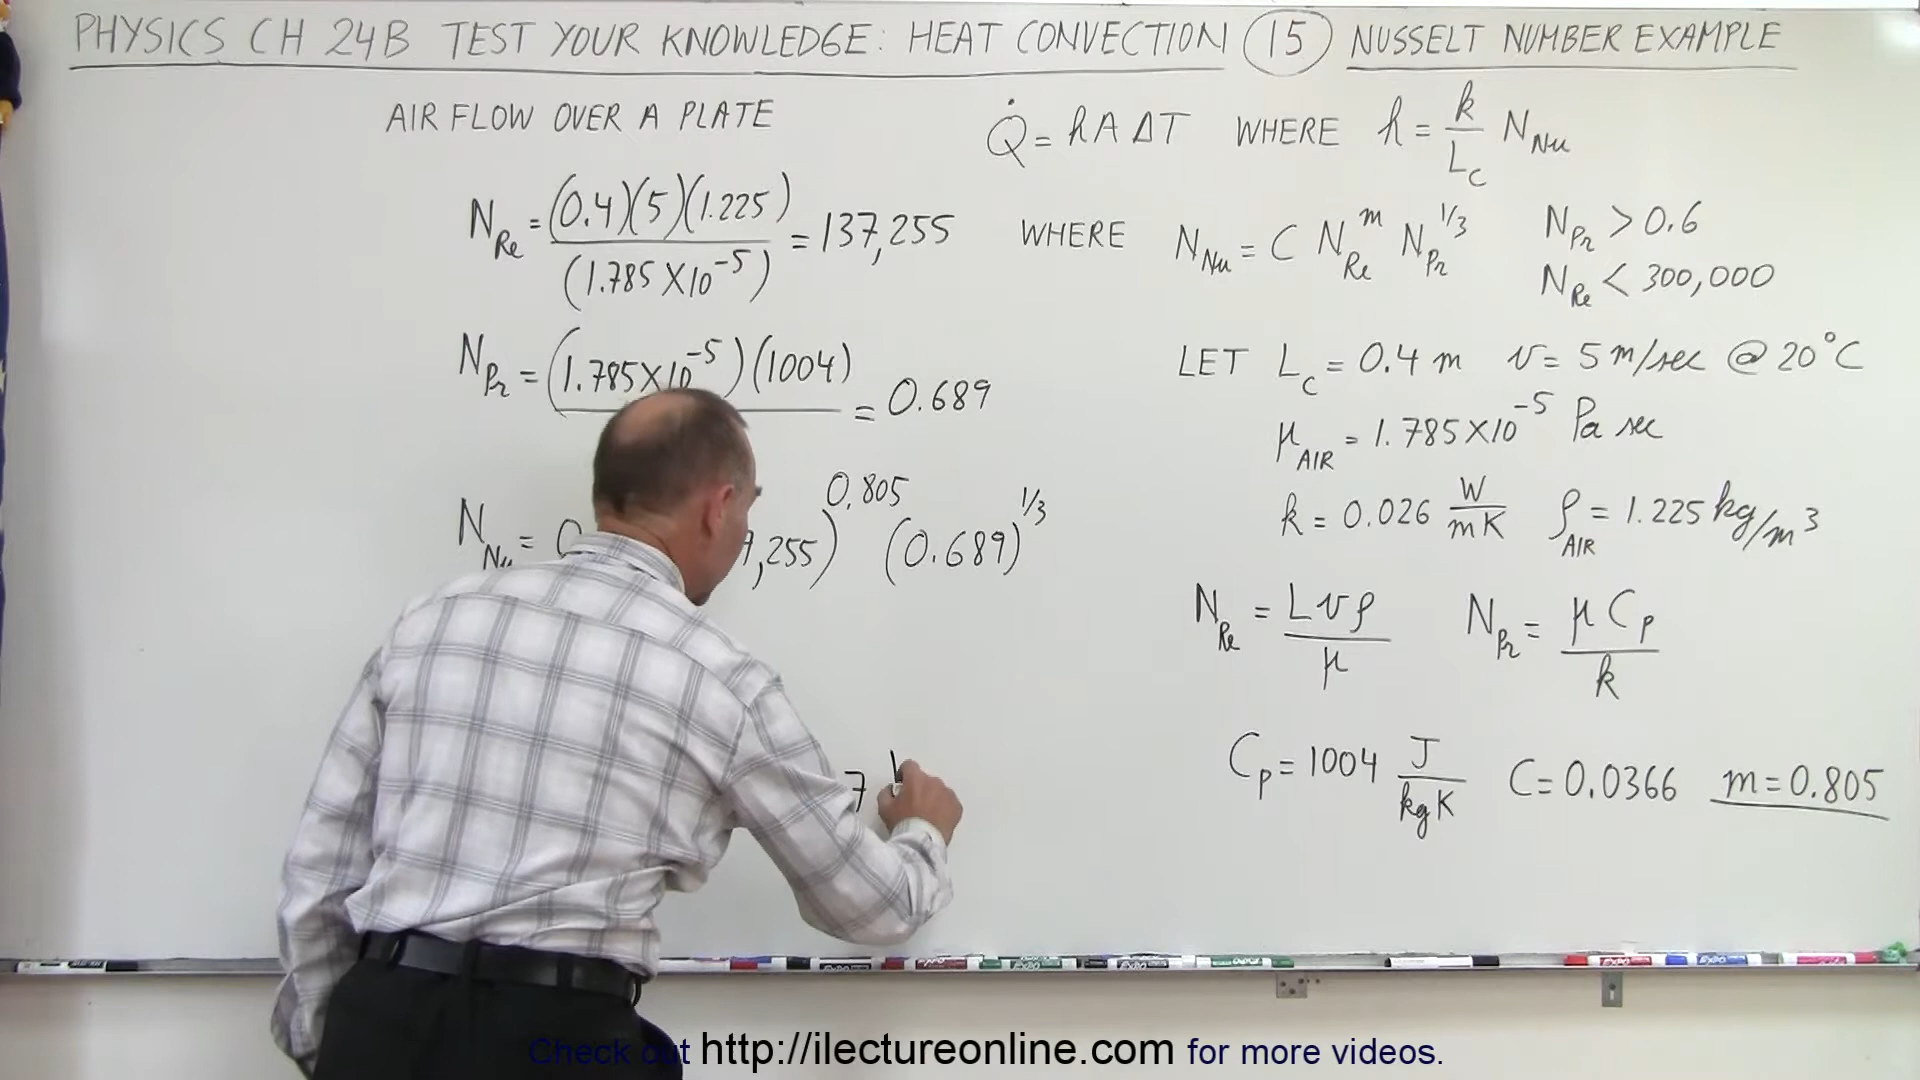 PHYSICS CH 24B TEST YOUR KNOWLEDGE: HEAT CONVECTION 15 NUSSELT NUMBER EXAMPLE
AIR FLOW OVER A PLATE
Q̇ = hAΔT WHERE h = k/L_C N_Nu
N_Re = (0.4)(5)(1.225)/(1.785×10^-5) = 137,255
WHERE N_Nu = C N_Re^m N_Pr^1/3
N_Pr > 0.6
N_Re < 300,000
N_Pr = (1.785×10^-5)(1004) = 0.689
LET L_C = 0.4 m v = 5 m/sec @ 20°C
μ_AIR = 1.785×10^-5 Pa sec
N_Nu = 0 7,255)^0.805 (0.689)^1/3
k = 0.026 W/mK ρ_AIR = 1.225 kg/m^3
N_Re = Lvρ/μ N_Pr = μC_p/k
7
C_p = 1004 J/kgK C = 0.0366 m = 0.805
Check out http://ilectureonline.com for more videos.